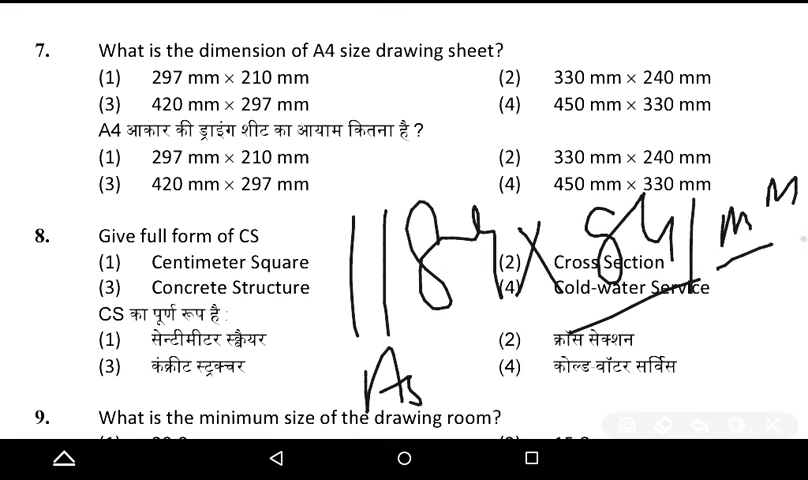 7. What is the dimension of A4 size drawing sheet?
(1) 297 mm × 210 mm (2) 330 mm × 240 mm
(3) 420 mm × 297 mm (4) 450 mm × 330 mm
A4 आकार की ड्राइंग शीट का आयाम कितना है ?
(1) 297 mm × 210 mm (2) 330 mm × 240 mm
(3) 420 mm × 297 mm (4) 450 mm × 330 mm
1189 × 841 mm
8. Give full form of CS
(1) Centimeter Square (2) Cross Section
(3) Concrete Structure (4) Cold-water Service
CS का पूर्ण रूप है :
(1) सेन्टीमीटर स्क्वैयर (2) क्रॉस सेक्शन
(3) कंक्रीट स्ट्रक्चर (4) कोल्ड-वॉटर सर्विस
9. What is the minimum size of the drawing room?